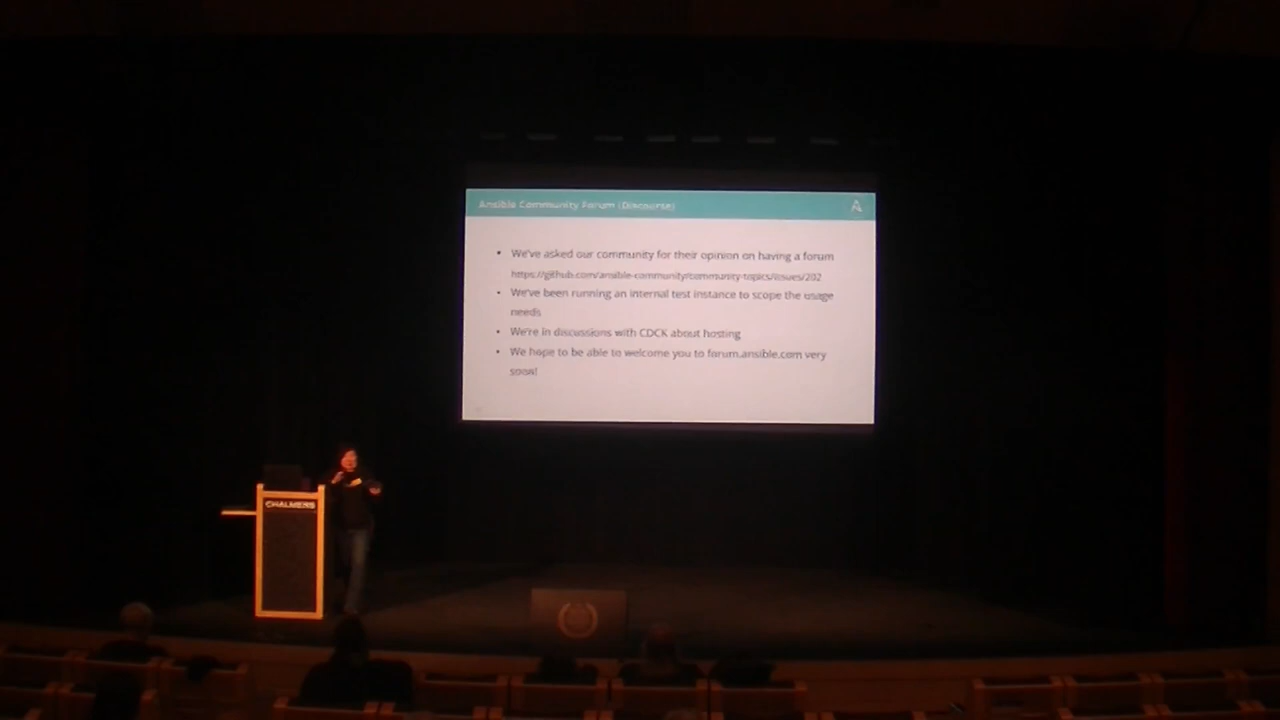 Ansible Community Forum (Discourse)
A
• We've asked our community for their opinion on having a forum
https://github.com/ansible-community/community-topics/issues/202
• We've been running an internal test instance to scope the usage
needs
• We're in discussions with CDCK about hosting
• We hope to be able to welcome you to forum.ansible.com very
soon!
CHALMERS